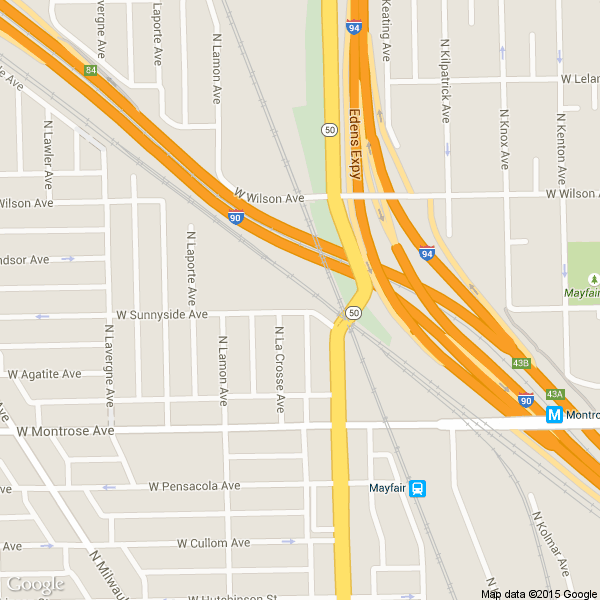 N Lavergne Ave
Laporte Ave
N Lamon Ave
94
Keating Ave
N Kilpatrick Ave
W Lelan
84
Edens Expy
N Knox Ave
N Kenton Ave
50
N Lawler Ave
W Wilson Ave
W Wilson A
Wilson Ave
90
N Laporte Ave
94
ndsor Ave
Mayfair
W Sunnyside Ave
50
N Lavergne Ave
N Lamon Ave
N La Crosse Ave
43B
W Agatite Ave
90
43A
M
Montro
W Montrose Ave
W Pensacola Ave
Mayfair
N Kolmar Ave
W Cullom Ave
Ave
N Milwau
N
W Hutchinson St
Google
Map data ©2015 Google